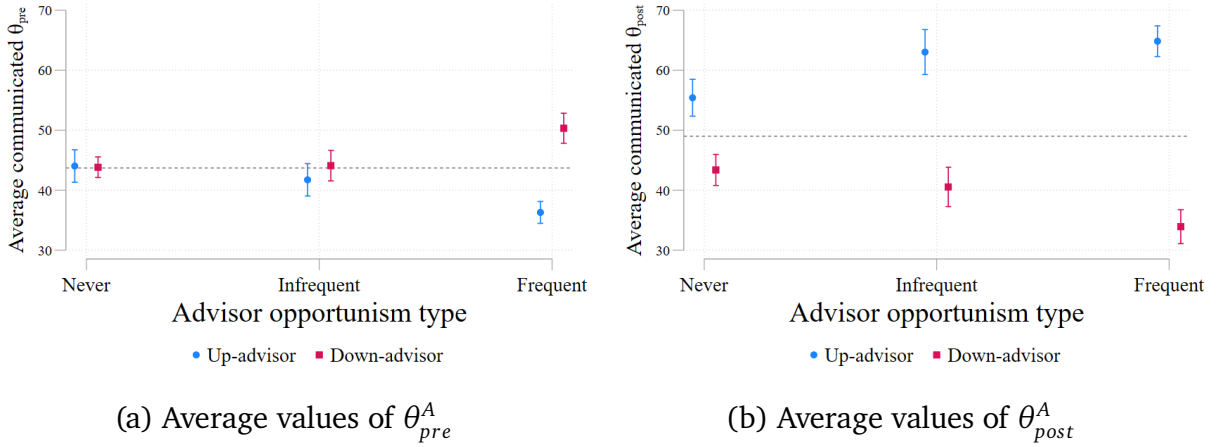 Average communicated θpre
70
60
50
40
30
Never Infrequent Frequent
Advisor opportunism type
Up-advisor Down-advisor
(a) Average values of θ^A_pre
Average communicated θpost
70
60
50
40
30
Never Infrequent Frequent
Advisor opportunism type
Up-advisor Down-advisor
(b) Average values of θ^A_post